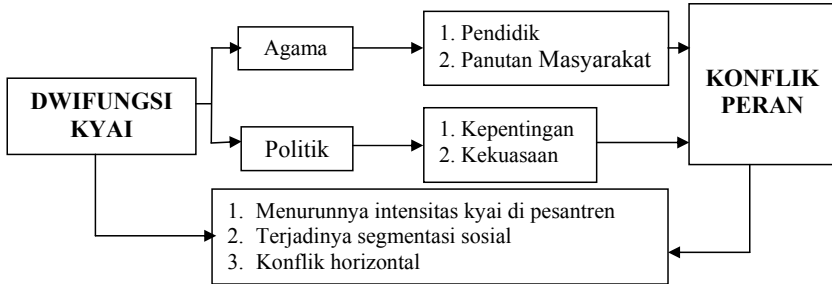 DWIFUNGSI
KYAI
Agama
1. Pendidik
2. Panutan Masyarakat
KONFLIK
PERAN
Politik
1. Kepentingan
2. Kekuasaan
1. Menurunnya intensitas kyai di pesantren
2. Terjadinya segmentasi sosial
3. Konflik horizontal